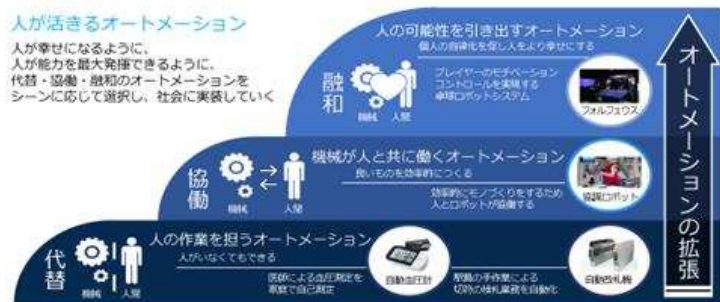 人が活きるオートメーション
人が幸せになるように、
人が能力を最大発揮できるように、
代替・協働・融和のオートメーションを
シーンに応じて選択し、社会に実装していく
人の可能性を引き出すオートメーション
個人の自律化を促し人をより幸せにする
融和
機械
人間
プレイヤーのモチベーション
コントロールを実現する
卓球ロボットシステム
フォルフェウス
機械が人と共に働くオートメーション
良いものを効率的につくる
協働
機械
人間
効率的にモノづくりをするため
人とロボットが協働する
協調ロボット
人の作業を担うオートメーション
人がいなくてもできる
代替
機械
人間
医師による血圧測定を
家庭で自己測定
自動血圧計
駅員の手作業による
切符の検札業務を自動化
自動改札機
オートメーションの拡張